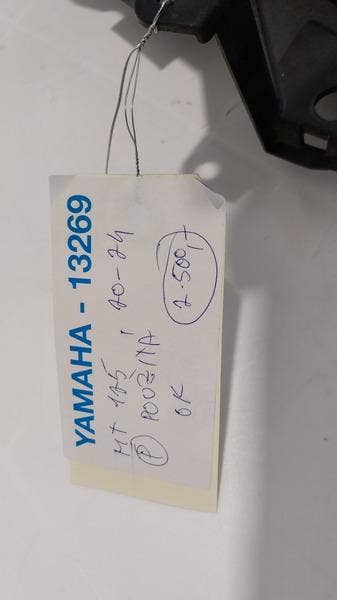 YAMAHA - 13269
MT 125 20-24
P POUŽITÁ
OK 2.500,-